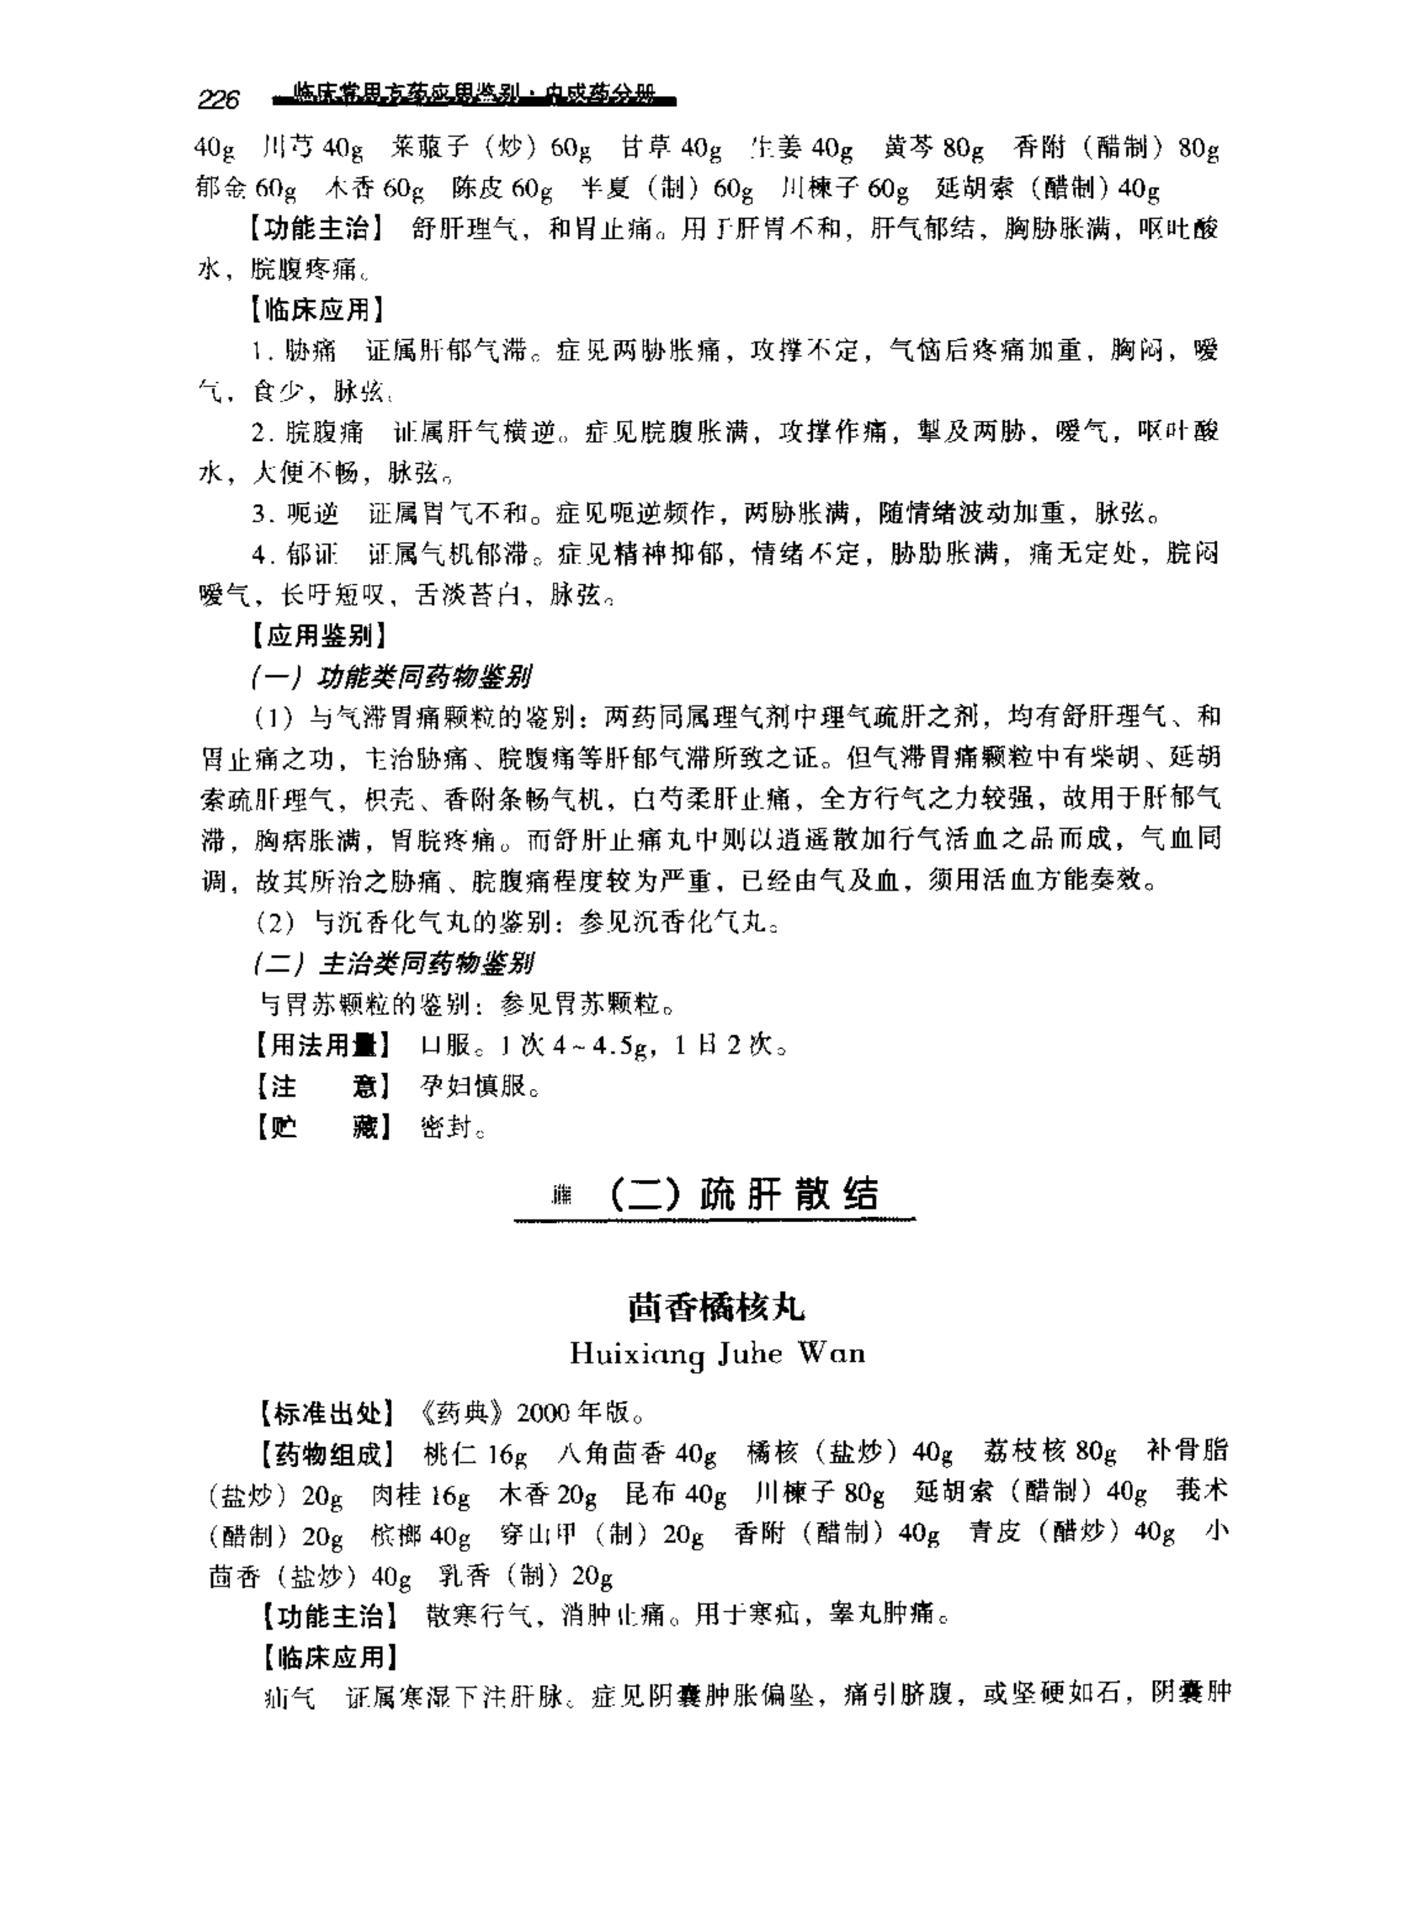 226 临床常用方药应用鉴别·中成药分册
40g 川芎 40g 莱菔子（炒）60g 甘草 40g 生姜 40g 黄芩 80g 香附（醋制）80g
郁金 60g 木香 60g 陈皮 60g 半夏（制）60g 川楝子 60g 延胡索（醋制）40g
【功能主治】 舒肝理气，和胃止痛。用于肝胃不和，肝气郁结，胸胁胀满，呕吐酸
水，脘腹疼痛。
【临床应用】
1. 胁痛 证属肝郁气滞。症见两胁胀痛，攻撑不定，气恼后疼痛加重，胸闷，嗳
气，食少，脉弦。
2. 脘腹痛 证属肝气横逆。症见脘腹胀满，攻撑作痛，掣及两胁，嗳气，呕吐酸
水，大便不畅，脉弦。
3. 呃逆 证属胃气不和。症见呃逆频作，两胁胀满，随情绪波动加重，脉弦。
4. 郁证 证属气机郁滞。症见精神抑郁，情绪不定，胁肋胀满，痛无定处，脘闷
嗳气，长吁短叹，舌淡苔白，脉弦。
【应用鉴别】
（一）功能类同药物鉴别
（1）与气滞胃痛颗粒的鉴别：两药同属理气剂中理气疏肝之剂，均有舒肝理气、和
胃止痛之功，主治胁痛、脘腹痛等肝郁气滞所致之证。但气滞胃痛颗粒中有柴胡、延胡
索疏肝理气，枳壳、香附条畅气机，白芍柔肝止痛，全方行气之力较强，故用于肝郁气
滞，胸痞胀满，胃脘疼痛。而舒肝止痛丸中则以逍遥散加行气活血之品而成，气血同
调，故其所治之胁痛、脘腹痛程度较为严重，已经由气及血，须用活血方能奏效。
（2）与沉香化气丸的鉴别：参见沉香化气丸。
（二）主治类同药物鉴别
与胃苏颗粒的鉴别：参见胃苏颗粒。
【用法用量】 口服。1 次 4~4.5g，1 日 2 次。
【注 意】 孕妇慎服。
【贮 藏】 密封。
（二）疏肝散结
茴香橘核丸
Huixiang Juhe Wan
【标准出处】《药典》2000 年版。
【药物组成】 桃仁 16g 八角茴香 40g 橘核（盐炒）40g 荔枝核 80g 补骨脂
（盐炒）20g 肉桂 16g 木香 20g 昆布 40g 川楝子 80g 延胡索（醋制）40g 莪术
（醋制）20g 槟榔 40g 穿山甲（制）20g 香附（醋制）40g 青皮（醋炒）40g 小
茴香（盐炒）40g 乳香（制）20g
【功能主治】 散寒行气，消肿止痛。用于寒疝，睾丸肿痛。
【临床应用】
疝气 证属寒湿下注肝脉。症见阴囊肿胀偏坠，痛引脐腹，或坚硬如石，阴囊肿